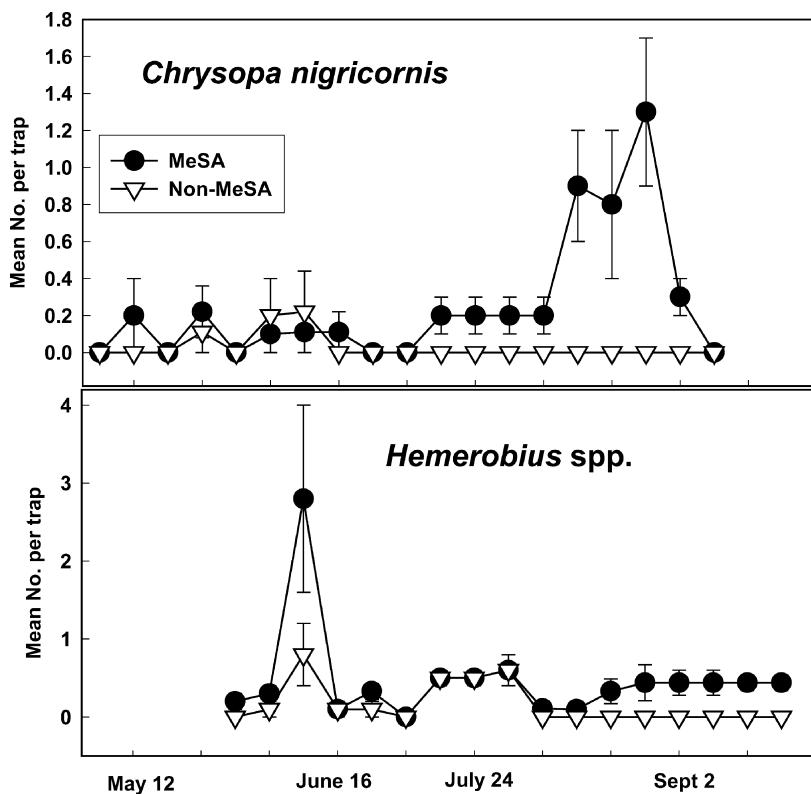 1.8
Chrysopa nigricornis
1.6
1.4
1.2
MeSA
1.0
Non-MeSA
0.8
0.6
0.4
0.2
0.0
Mean No. per trap
4
Hemerobius spp.
3
2
1
0
Mean No. per trap
May 12 June 16 July 24 Sept 2